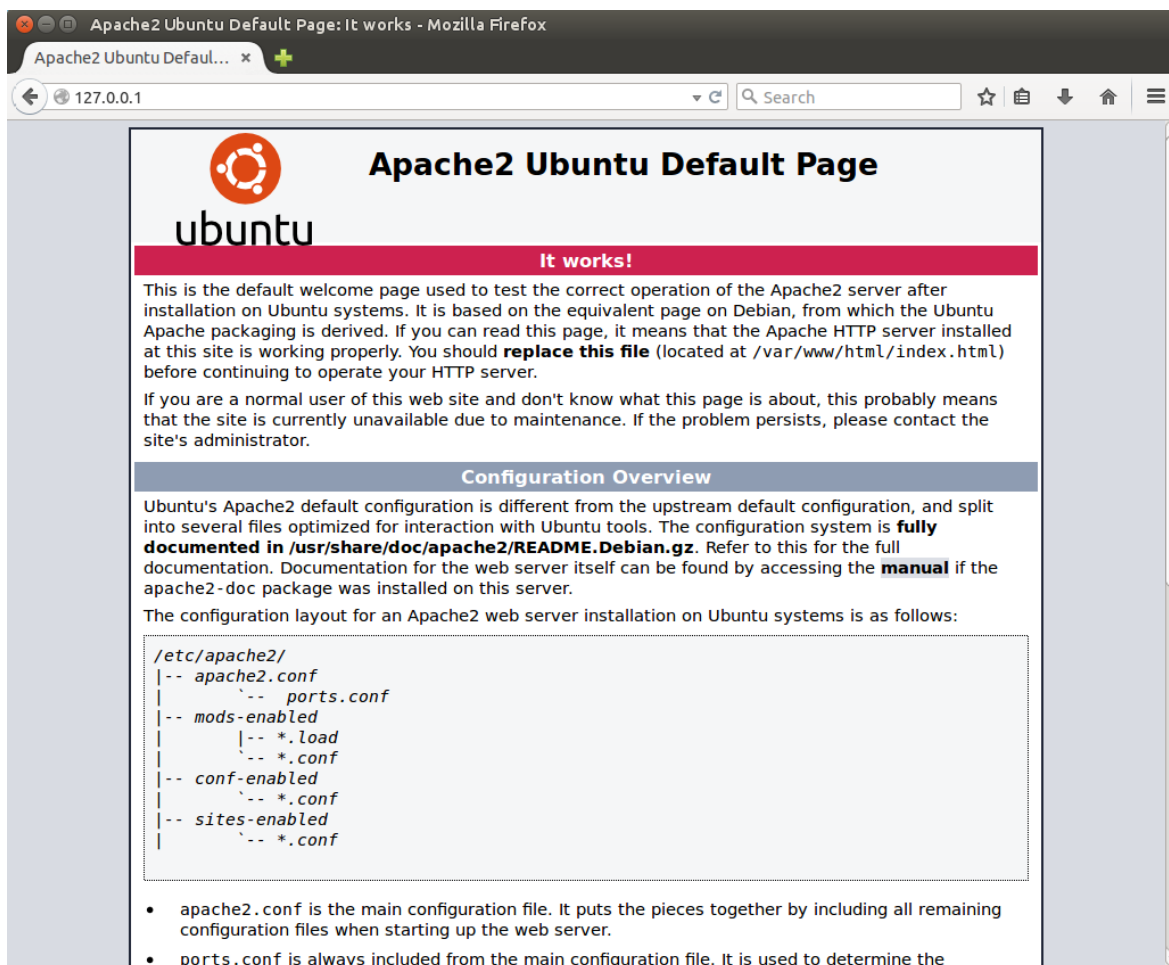 Apache2 Ubuntu Default Page: It works - Mozilla Firefox
Apache2 Ubuntu Defaul...
127.0.0.1
Search
ubuntu
Apache2 Ubuntu Default Page
It works!
This is the default welcome page used to test the correct operation of the Apache2 server after
installation on Ubuntu systems. It is based on the equivalent page on Debian, from which the Ubuntu
Apache packaging is derived. If you can read this page, it means that the Apache HTTP server installed
at this site is working properly. You should replace this file (located at /var/www/html/index.html)
before continuing to operate your HTTP server.
If you are a normal user of this web site and don't know what this page is about, this probably means
that the site is currently unavailable due to maintenance. If the problem persists, please contact the
site's administrator.
Configuration Overview
Ubuntu's Apache2 default configuration is different from the upstream default configuration, and split
into several files optimized for interaction with Ubuntu tools. The configuration system is fully
documented in /usr/share/doc/apache2/README.Debian.gz. Refer to this for the full
documentation. Documentation for the web server itself can be found by accessing the manual if the
apache2-doc package was installed on this server.
The configuration layout for an Apache2 web server installation on Ubuntu systems is as follows:
/etc/apache2/
|-- apache2.conf
|       `--  ports.conf
|-- mods-enabled
|       |-- *.load
|       `-- *.conf
|-- conf-enabled
|       `-- *.conf
|-- sites-enabled
|       `-- *.conf
• apache2.conf is the main configuration file. It puts the pieces together by including all remaining
configuration files when starting up the web server.
• ports.conf is always included from the main configuration file. It is used to determine the